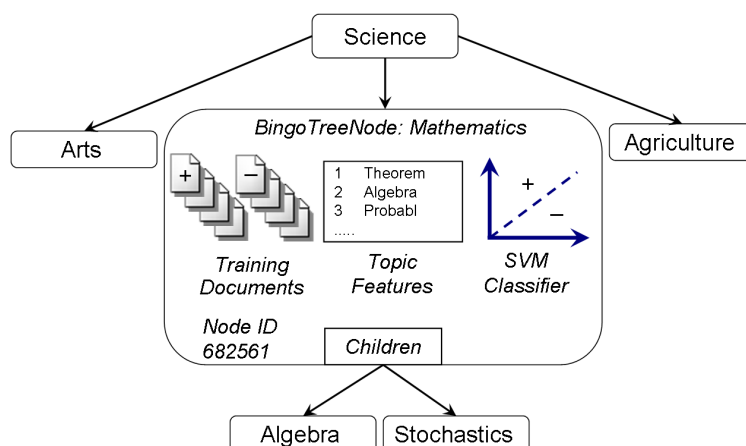 Science
Arts
Agriculture
BingoTreeNode: Mathematics
+
−
1 Theorem
2 Algebra
3 Probabl
.....
+
−
Training
Documents
Topic
Features
SVM
Classifier
Node ID
682561
Children
Algebra
Stochastics